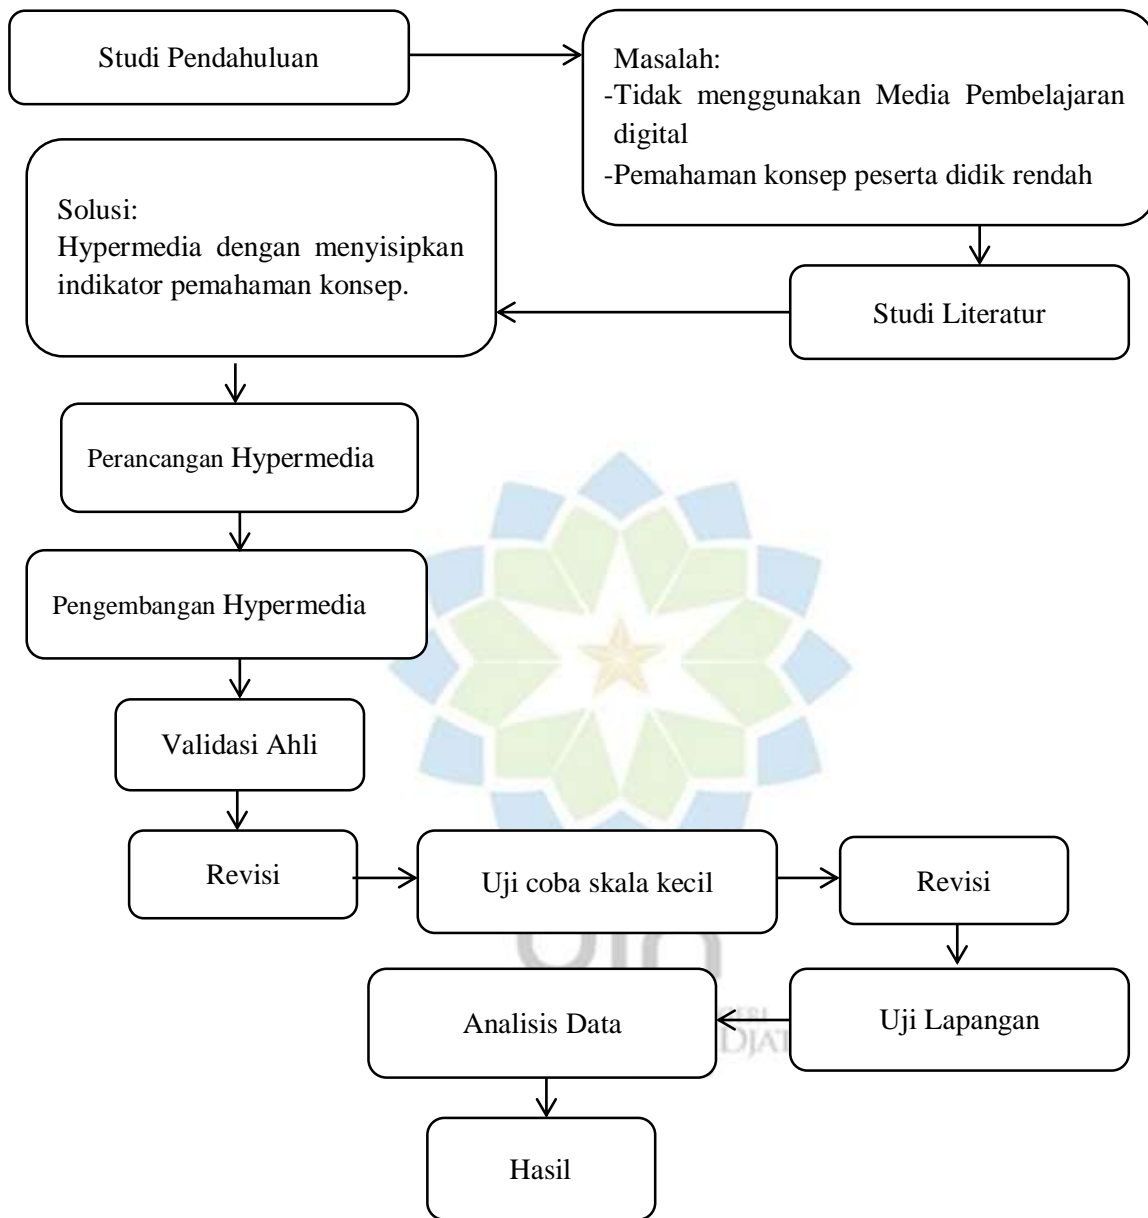 Studi Pendahuluan
Masalah:
-Tidak menggunakan Media Pembelajaran
digital
-Pemahaman konsep peserta didik rendah
Solusi:
Hypermedia dengan menyisipkan
indikator pemahaman konsep.
Studi Literatur
Perancangan Hypermedia
Pengembangan Hypermedia
Validasi Ahli
Revisi
Uji coba skala kecil
Revisi
Analisis Data
Uji Lapangan
Hasil